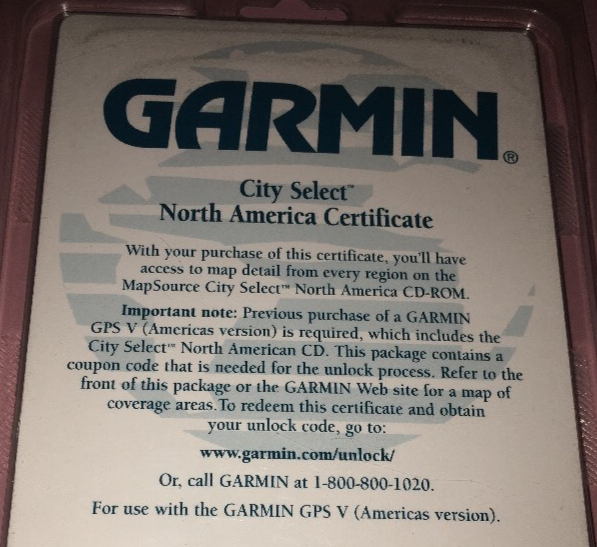 GARMIN®
City Select™
North America Certificate
With your purchase of this certificate, you'll have
access to map detail from every region on the
MapSource City Select™ North America CD-ROM.
Important note: Previous purchase of a GARMIN
GPS V (Americas version) is required, which includes the
City Select™ North American CD. This package contains a
coupon code that is needed for the unlock process. Refer to the
front of this package or the GARMIN Web site for a map of
coverage areas. To redeem this certificate and obtain
your unlock code, go to:
www.garmin.com/unlock/
Or, call GARMIN at 1-800-800-1020.
For use with the GARMIN GPS V (Americas version).